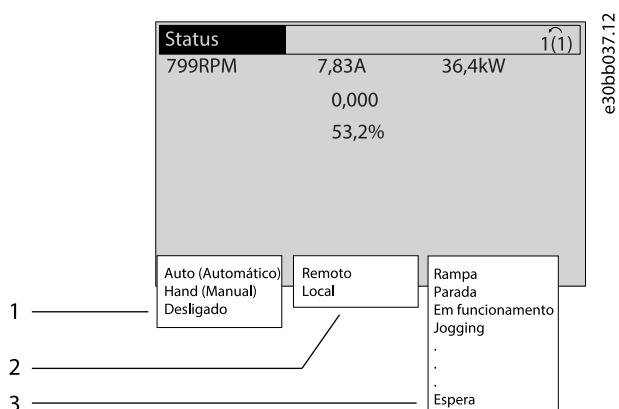 Status 1(1)
799RPM 7,83A 36,4kW
0,000
53,2%
Auto (Automático)
Hand (Manual)
Desligado
Remoto
Local
Rampa
Parada
Em funcionamento
Jogging
.
.
.
Espera
1
2
3
e30bb037.12